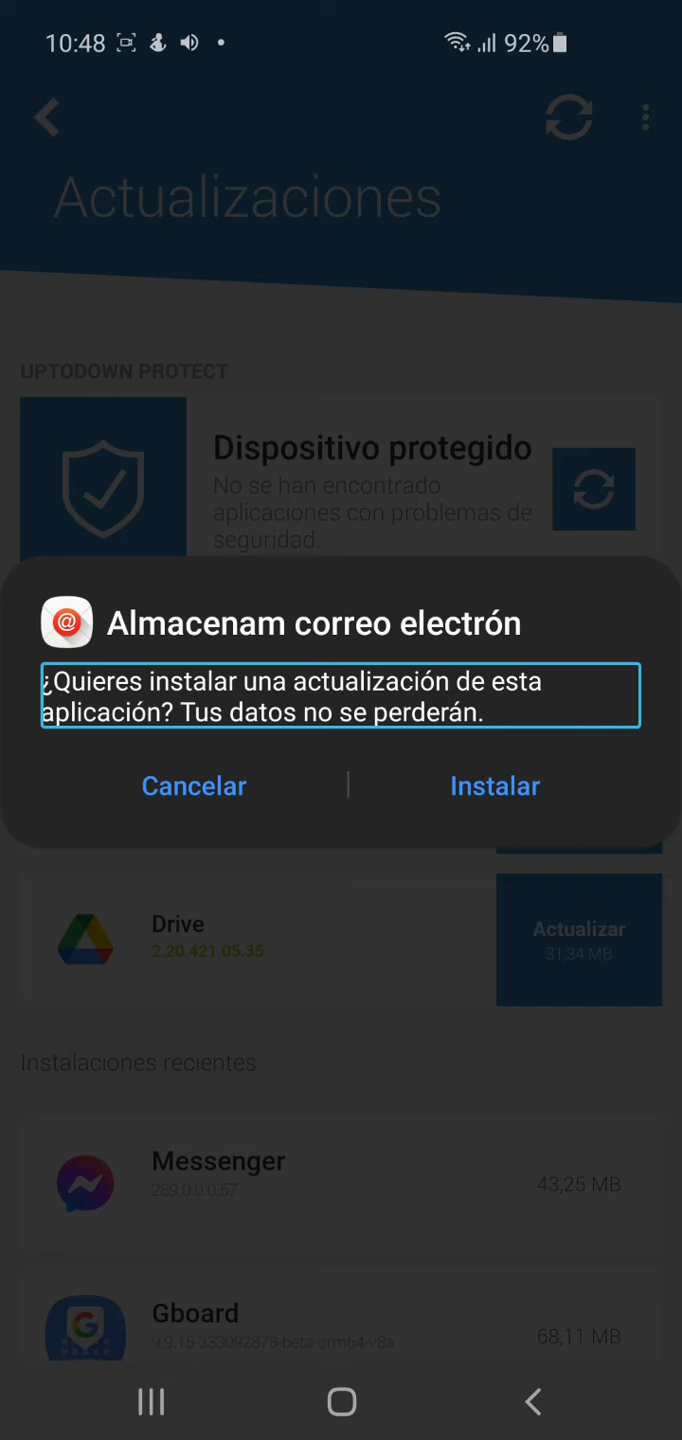 10:48
92%
Actualizaciones
UPTODOWN PROTECT
Dispositivo protegido
No se han encontrado
aplicaciones con problemas de
seguridad.
Almacenam correo electrón
¿Quieres instalar una actualización de esta
aplicación? Tus datos no se perderán.
Cancelar
Instalar
Drive
2.20.421.05.35
Actualizar
31,34 MB
Instalaciones recientes
Messenger
289.0.0.0.57
43,25 MB
Gboard
9.9.15.333092878-beta-arm64-v8a
68,11 MB